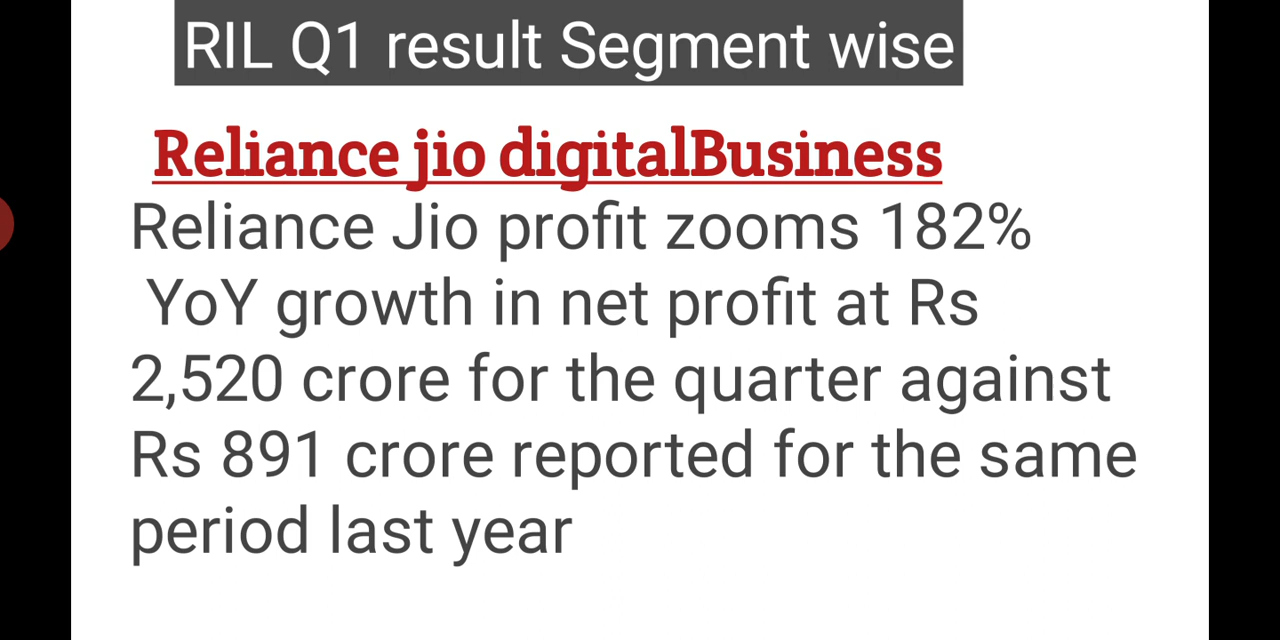 RIL Q1 result Segment wise
Reliance jio digitalBusiness
Reliance Jio profit zooms 182%
YoY growth in net profit at Rs
2,520 crore for the quarter against
Rs 891 crore reported for the same
period last year